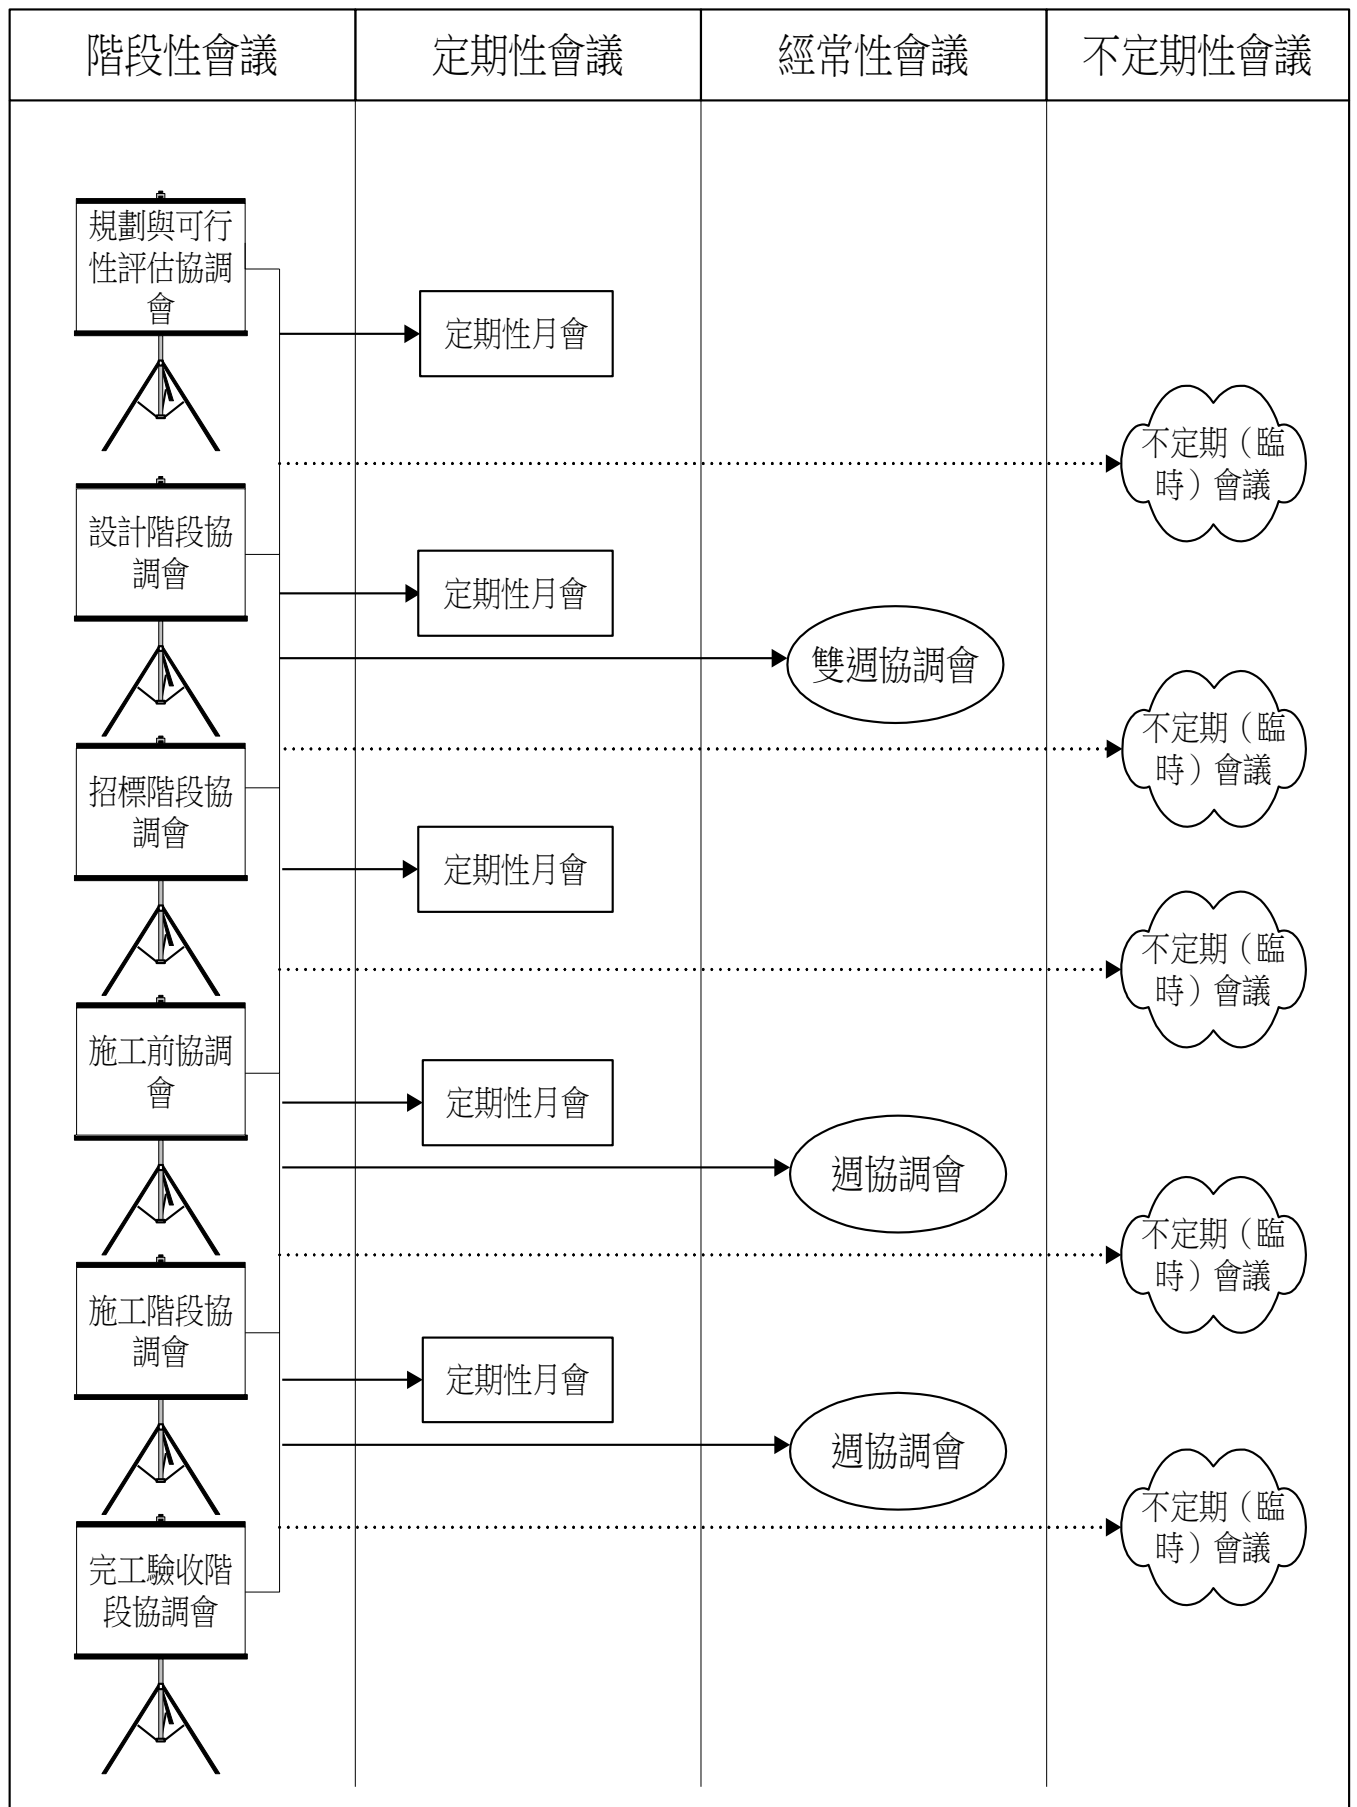 階段性會議
定期性會議
經常性會議
不定期性會議
規劃與可行
性評估協調
會
定期性月會
不定期（臨
時）會議
設計階段協
調會
定期性月會
雙週協調會
不定期（臨
時）會議
招標階段協
調會
定期性月會
不定期（臨
時）會議
施工前協調
會
定期性月會
週協調會
不定期（臨
時）會議
施工階段協
調會
定期性月會
週協調會
不定期（臨
時）會議
完工驗收階
段協調會